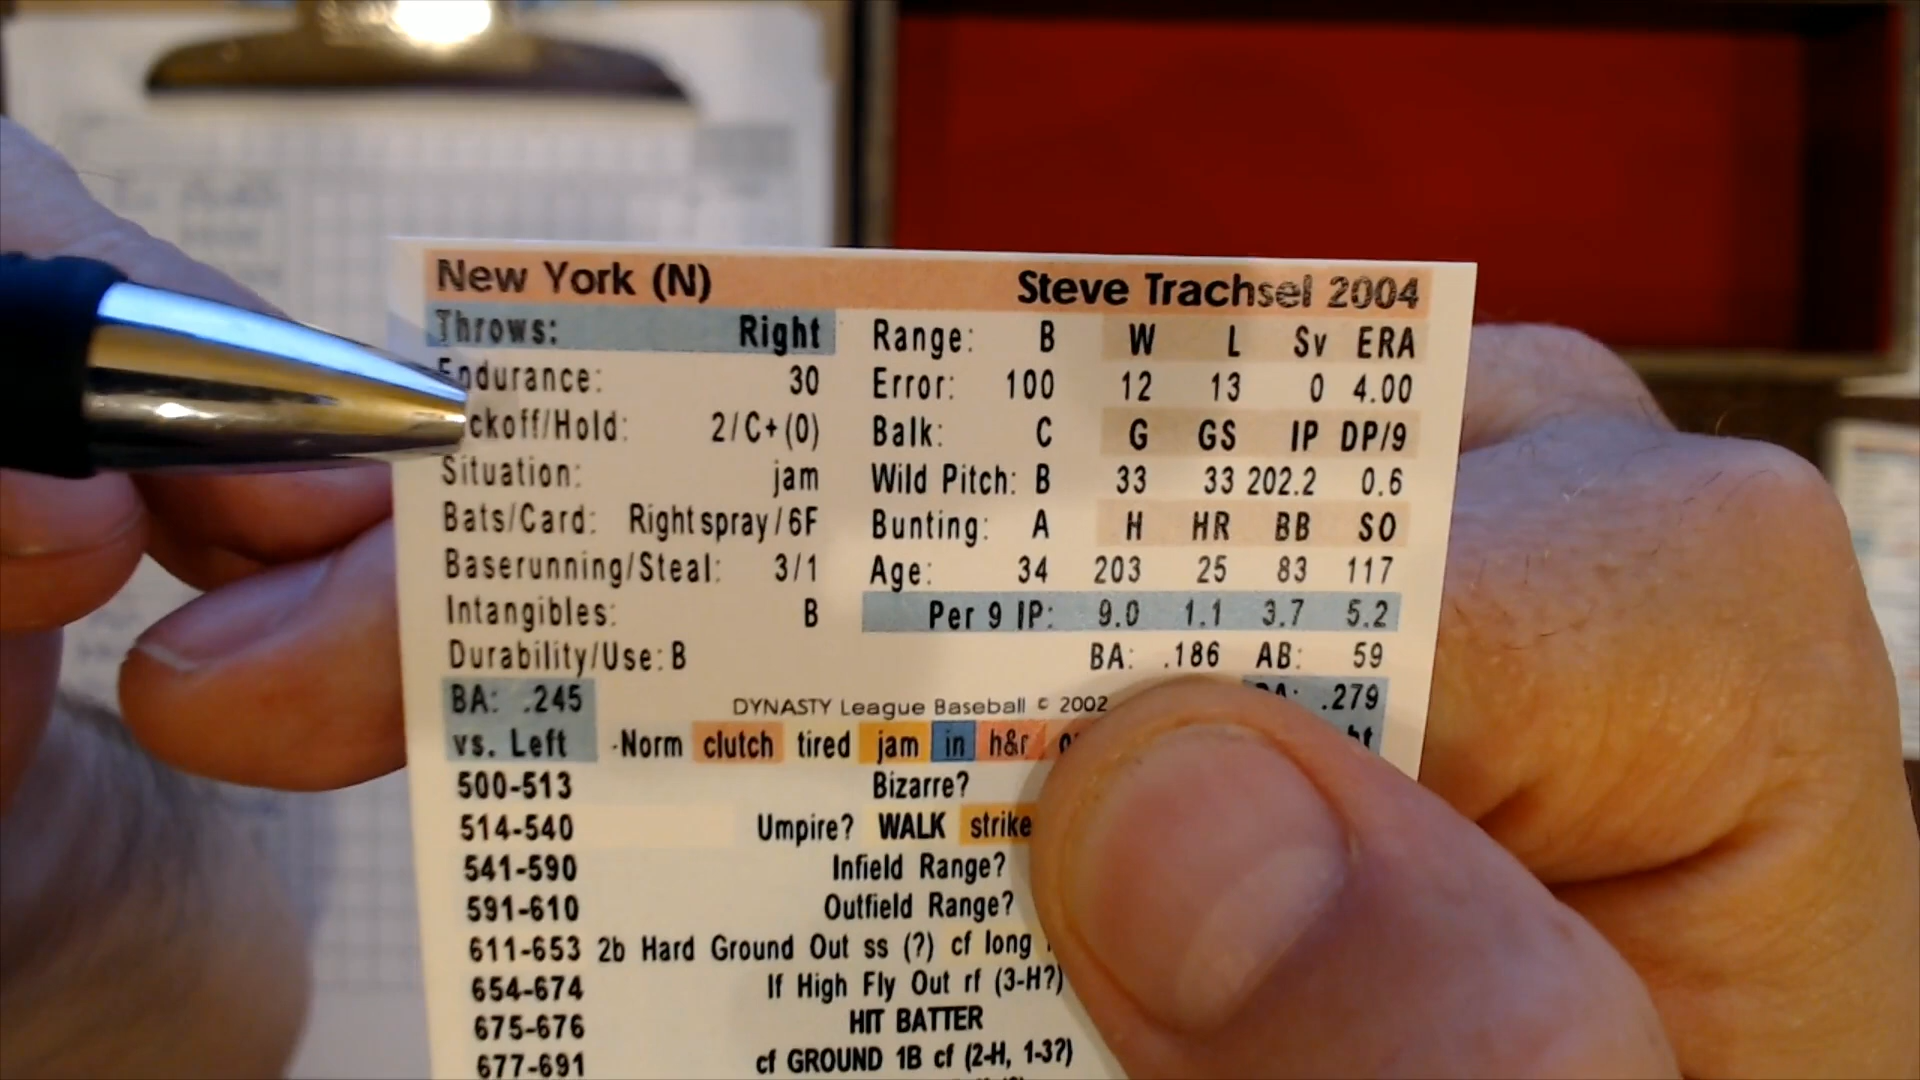 New York (N) Steve Trachsel 2004
Throws: Right Range: B W L Sv ERA
Endurance: 30 Error: 100 12 13 0 4.00
ckoff/Hold: 2/C+(0) Balk: C G GS IP DP/9
Situation: jam Wild Pitch: B 33 33 202.2 0.6
Bats/Card: Right spray/6F Bunting: A H HR BB SO
Baserunning/Steal: 3/1 Age: 34 203 25 83 117
Intangibles: B Per 9 IP: 9.0 1.1 3.7 5.2
Durability/Use: B BA: .186 AB: 59
BA: .245 DYNASTY League Baseball © 2002 BA: .279
vs. Left -Norm clutch tired jam in h&r
500-513 Bizarre?
514-540 Umpire? WALK strike
541-590 Infield Range?
591-610 Outfield Range?
611-653 2b Hard Ground Out ss (?) cf long
654-674 lf High Fly Out rf (3-H?)
675-676 HIT BATTER
677-691 cf GROUND 1B cf (2-H, 1-3?)